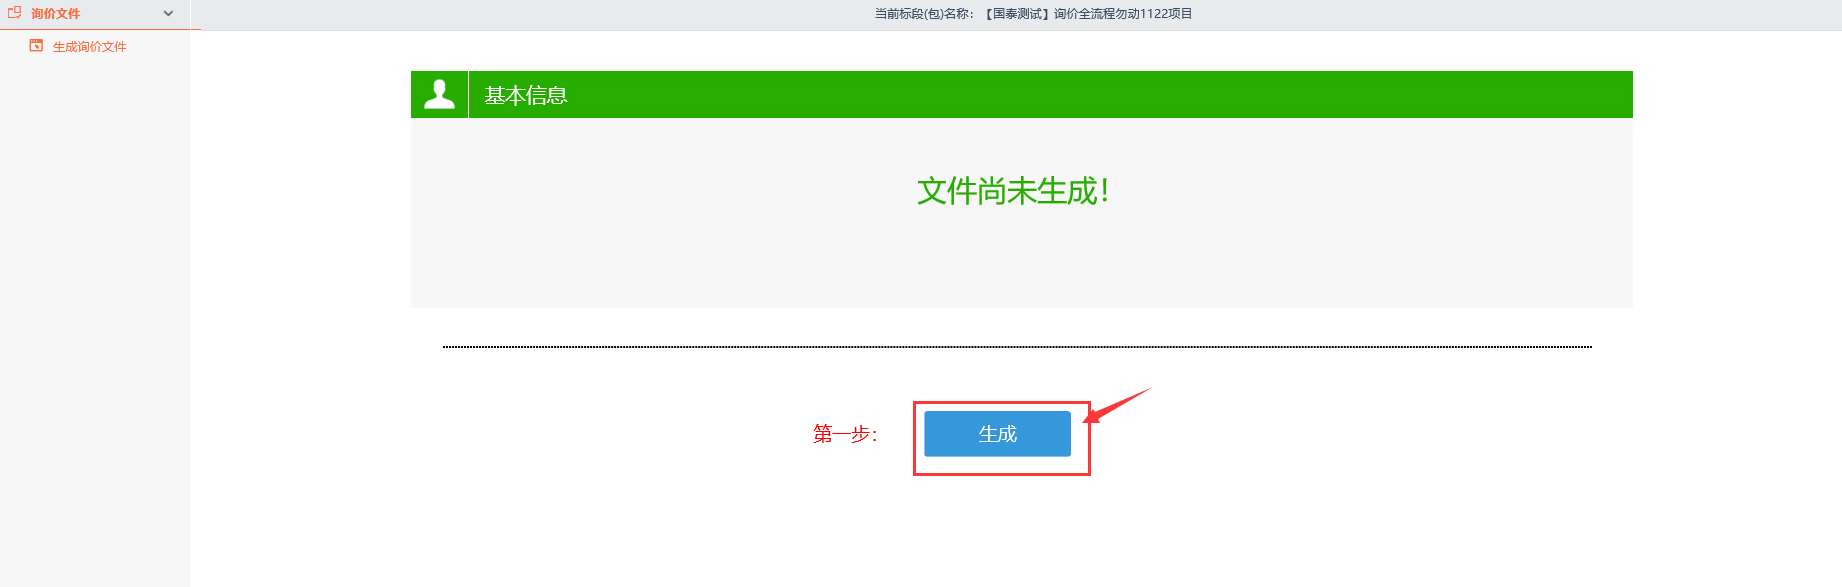 询价文件
当前标段(包)名称：【国泰测试】询价全流程勿动1122项目
生成询价文件
基本信息
文件尚未生成！
第一步：
生成